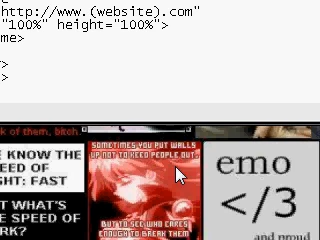 http://www.(website).com"
"100%" height="100%">
me>
>
>
k of them, bitch.
E KNOW THE
EED OF
GHT: FAST
T WHAT'S
E SPEED OF
RK?
SOMETIMES YOU PUT WALLS
UP NOT TO KEEP PEOPLE OUT,
BUT TO SEE WHO CARES
ENOUGH TO BREAK THEM
emo
</3
and proud